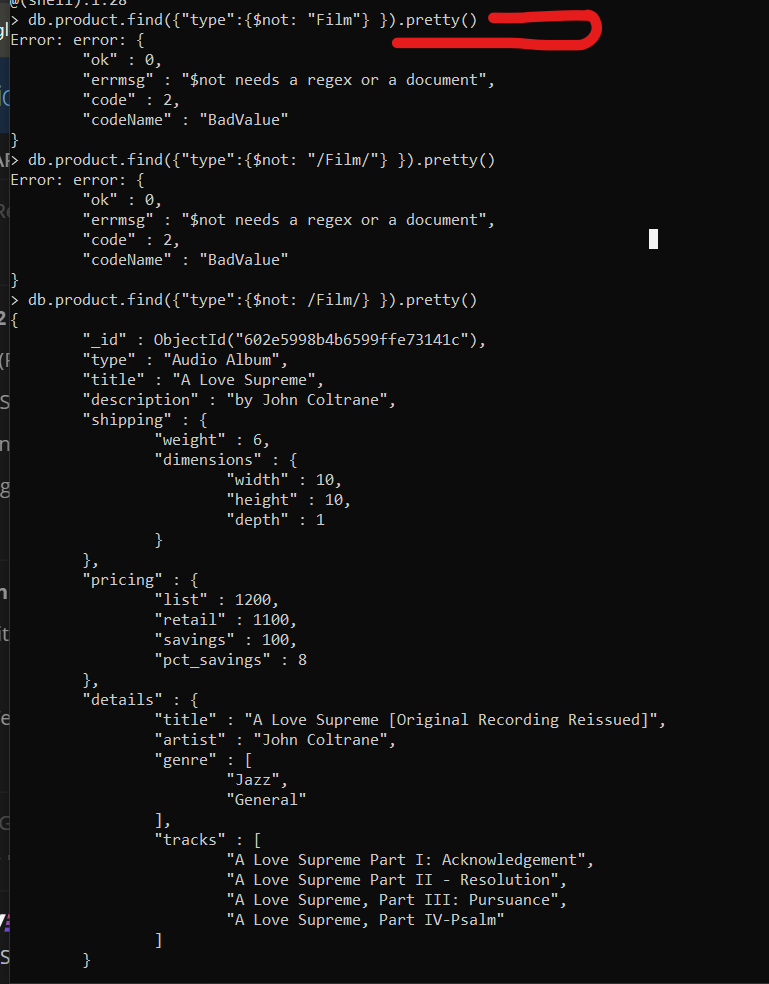 @(shell):1:28
> db.product.find({"type":{$not: "Film"} }).pretty()
Error: error: {
        "ok" : 0,
        "errmsg" : "$not needs a regex or a document",
        "code" : 2,
        "codeName" : "BadValue"
}
> db.product.find({"type":{$not: "/Film/"} }).pretty()
Error: error: {
        "ok" : 0,
        "errmsg" : "$not needs a regex or a document",
        "code" : 2,
        "codeName" : "BadValue"
}
> db.product.find({"type":{$not: /Film/} }).pretty()
{
        "_id" : ObjectId("602e5998b4b6599ffe73141c"),
        "type" : "Audio Album",
        "title" : "A Love Supreme",
        "description" : "by John Coltrane",
        "shipping" : {
                "weight" : 6,
                "dimensions" : {
                        "width" : 10,
                        "height" : 10,
                        "depth" : 1
                }
        },
        "pricing" : {
                "list" : 1200,
                "retail" : 1100,
                "savings" : 100,
                "pct_savings" : 8
        },
        "details" : {
                "title" : "A Love Supreme [Original Recording Reissued]",
                "artist" : "John Coltrane",
                "genre" : [
                        "Jazz",
                        "General"
                ],
                "tracks" : [
                        "A Love Supreme Part I: Acknowledgement",
                        "A Love Supreme Part II - Resolution",
                        "A Love Supreme, Part III: Pursuance",
                        "A Love Supreme, Part IV-Psalm"
                ]
        }